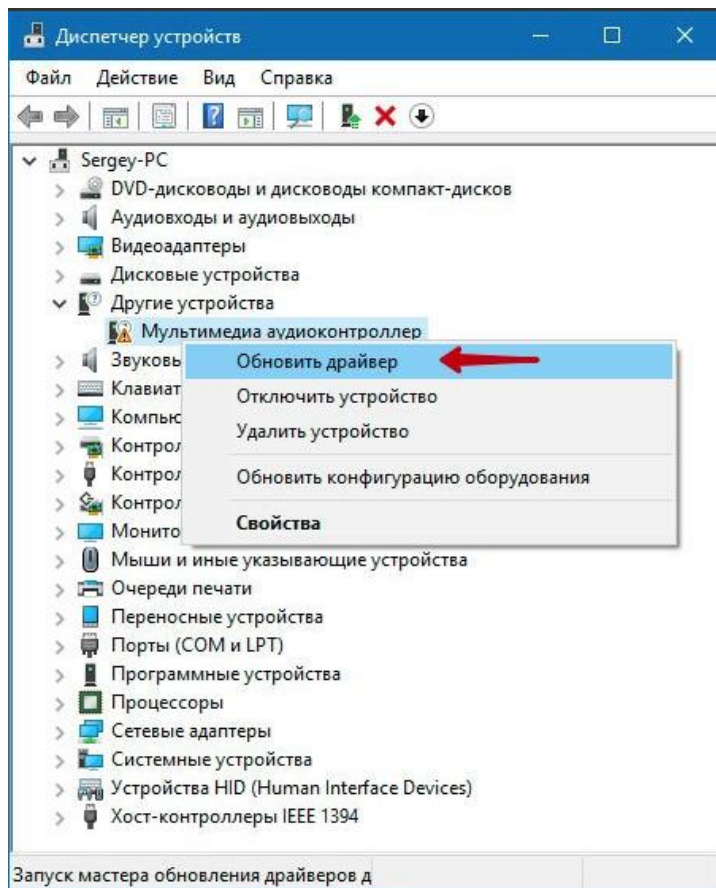 Диспетчер устройств
Файл Действие Вид Справка
Sergey-PC
DVD-дисководы и дисководы компакт-дисков
Аудиовходы и аудиовыходы
Видеоадаптеры
Дисковые устройства
Другие устройства
Мультимедиа аудиоконтроллер
Звуковы
Обновить драйвер
Клавиат
Отключить устройство
Компью
Удалить устройство
Контрол
Контрол
Обновить конфигурацию оборудования
Контрол
Свойства
Монито
Мыши и иные указывающие устройства
Очереди печати
Переносные устройства
Порты (COM и LPT)
Программные устройства
Процессоры
Сетевые адаптеры
Системные устройства
Устройства HID (Human Interface Devices)
Хост-контроллеры IEEE 1394
Запуск мастера обновления драйверов д